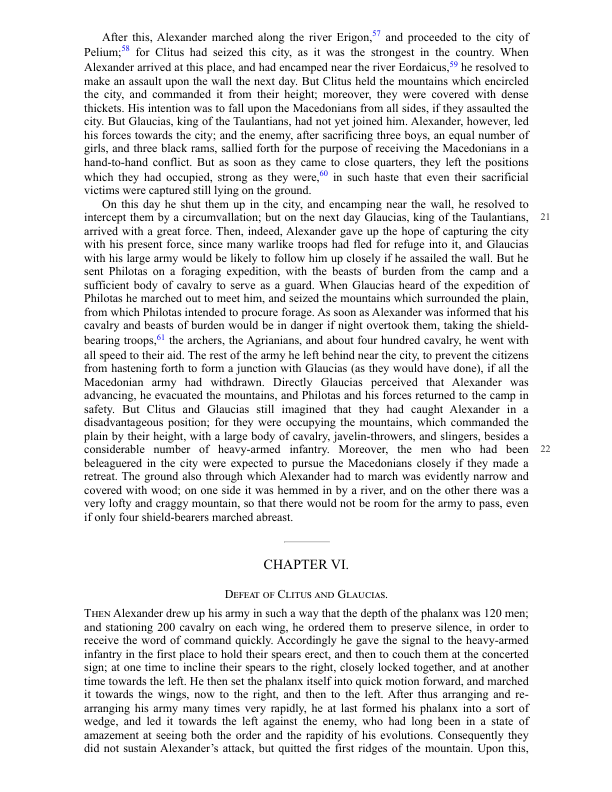 After this, Alexander marched along the river Erigon,57 and proceeded to the city of
Pelium;58 for Clitus had seized this city, as it was the strongest in the country. When
Alexander arrived at this place, and had encamped near the river Eordaicus,59 he resolved to
make an assault upon the wall the next day. But Clitus held the mountains which encircled
the city, and commanded it from their height; moreover, they were covered with dense
thickets. His intention was to fall upon the Macedonians from all sides, if they assaulted the
city. But Glaucias, king of the Taulantians, had not yet joined him. Alexander, however, led
his forces towards the city; and the enemy, after sacrificing three boys, an equal number of
girls, and three black rams, sallied forth for the purpose of receiving the Macedonians in a
hand-to-hand conflict. But as soon as they came to close quarters, they left the positions
which they had occupied, strong as they were,60 in such haste that even their sacrificial
victims were captured still lying on the ground.
On this day he shut them up in the city, and encamping near the wall, he resolved to
intercept them by a circumvallation; but on the next day Glaucias, king of the Taulantians, 21
arrived with a great force. Then, indeed, Alexander gave up the hope of capturing the city
with his present force, since many warlike troops had fled for refuge into it, and Glaucias
with his large army would be likely to follow him up closely if he assailed the wall. But he
sent Philotas on a foraging expedition, with the beasts of burden from the camp and a
sufficient body of cavalry to serve as a guard. When Glaucias heard of the expedition of
Philotas he marched out to meet him, and seized the mountains which surrounded the plain,
from which Philotas intended to procure forage. As soon as Alexander was informed that his
cavalry and beasts of burden would be in danger if night overtook them, taking the shield-
bearing troops,61 the archers, the Agrianians, and about four hundred cavalry, he went with
all speed to their aid. The rest of the army he left behind near the city, to prevent the citizens
from hastening forth to form a junction with Glaucias (as they would have done), if all the
Macedonian army had withdrawn. Directly Glaucias perceived that Alexander was
advancing, he evacuated the mountains, and Philotas and his forces returned to the camp in
safety. But Clitus and Glaucias still imagined that they had caught Alexander in a
disadvantageous position; for they were occupying the mountains, which commanded the
plain by their height, with a large body of cavalry, javelin-throwers, and slingers, besides a
considerable number of heavy-armed infantry. Moreover, the men who had been 22
beleaguered in the city were expected to pursue the Macedonians closely if they made a
retreat. The ground also through which Alexander had to march was evidently narrow and
covered with wood; on one side it was hemmed in by a river, and on the other there was a
very lofty and craggy mountain, so that there would not be room for the army to pass, even
if only four shield-bearers marched abreast.
CHAPTER VI.
Defeat of Clitus and Glaucias.
Then Alexander drew up his army in such a way that the depth of the phalanx was 120 men;
and stationing 200 cavalry on each wing, he ordered them to preserve silence, in order to
receive the word of command quickly. Accordingly he gave the signal to the heavy-armed
infantry in the first place to hold their spears erect, and then to couch them at the concerted
sign; at one time to incline their spears to the right, closely locked together, and at another
time towards the left. He then set the phalanx itself into quick motion forward, and marched
it towards the wings, now to the right, and then to the left. After thus arranging and re-
arranging his army many times very rapidly, he at last formed his phalanx into a sort of
wedge, and led it towards the left against the enemy, who had long been in a state of
amazement at seeing both the order and the rapidity of his evolutions. Consequently they
did not sustain Alexander’s attack, but quitted the first ridges of the mountain. Upon this,